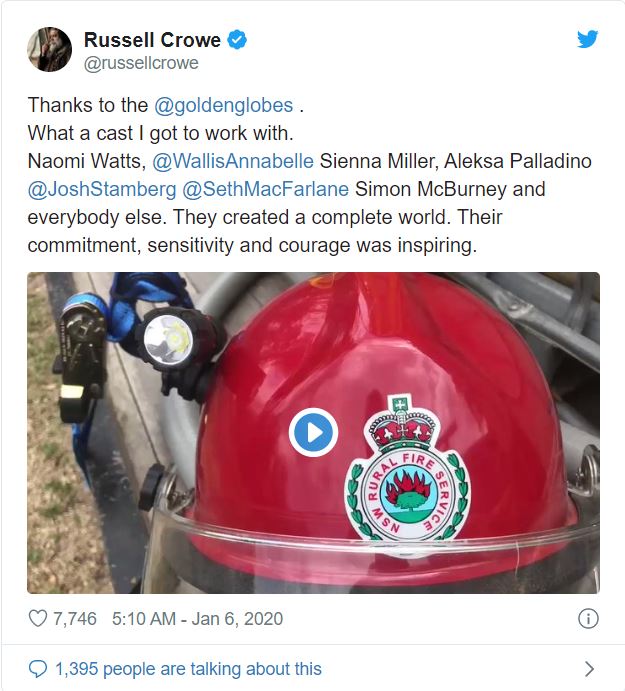 Russell Crowe
@russellcrowe
Thanks to the @goldenglobes .
What a cast I got to work with.
Naomi Watts, @WallisAnnabelle Sienna Miller, Aleksa Palladino
@JoshStamberg @SethMacFarlane Simon McBurney and
everybody else. They created a complete world. Their
commitment, sensitivity and courage was inspiring.
NSW RURAL FIRE SERVICE
7,746 5:10 AM - Jan 6, 2020
1,395 people are talking about this